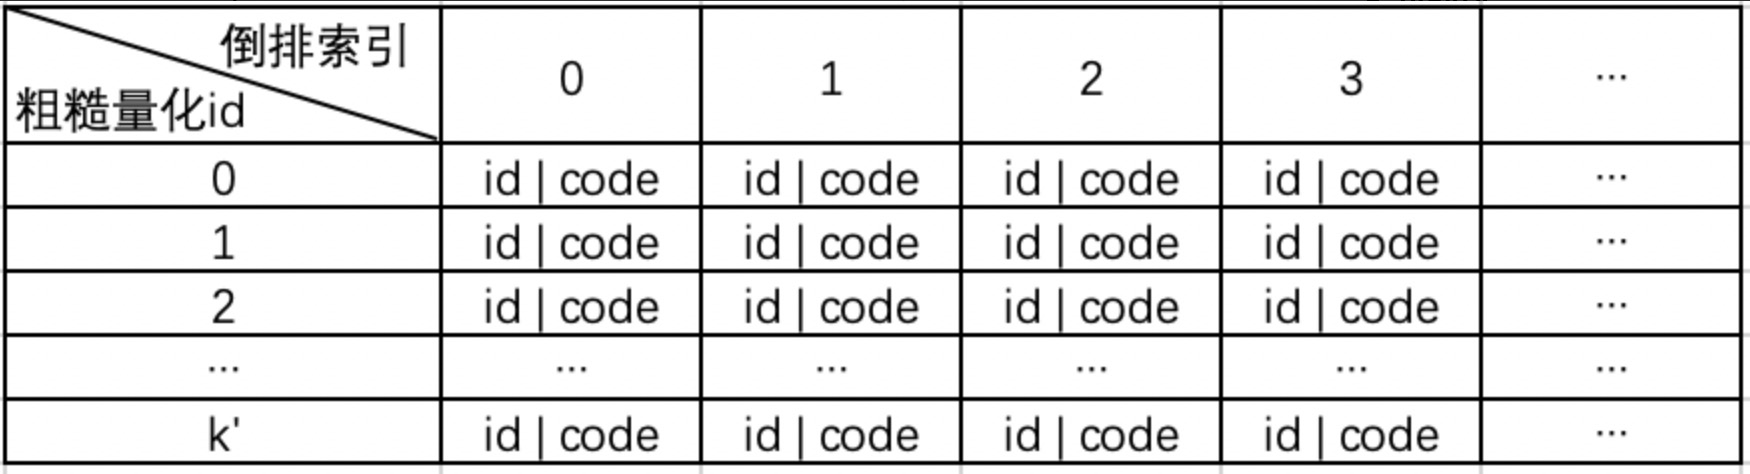 倒排索引
粗糙量化id
0 1 2 3 ...
0 id | code id | code id | code id | code ...
1 id | code id | code id | code id | code ...
2 id | code id | code id | code id | code ...
... ... ... ... ... ...
k' id | code id | code id | code id | code ...